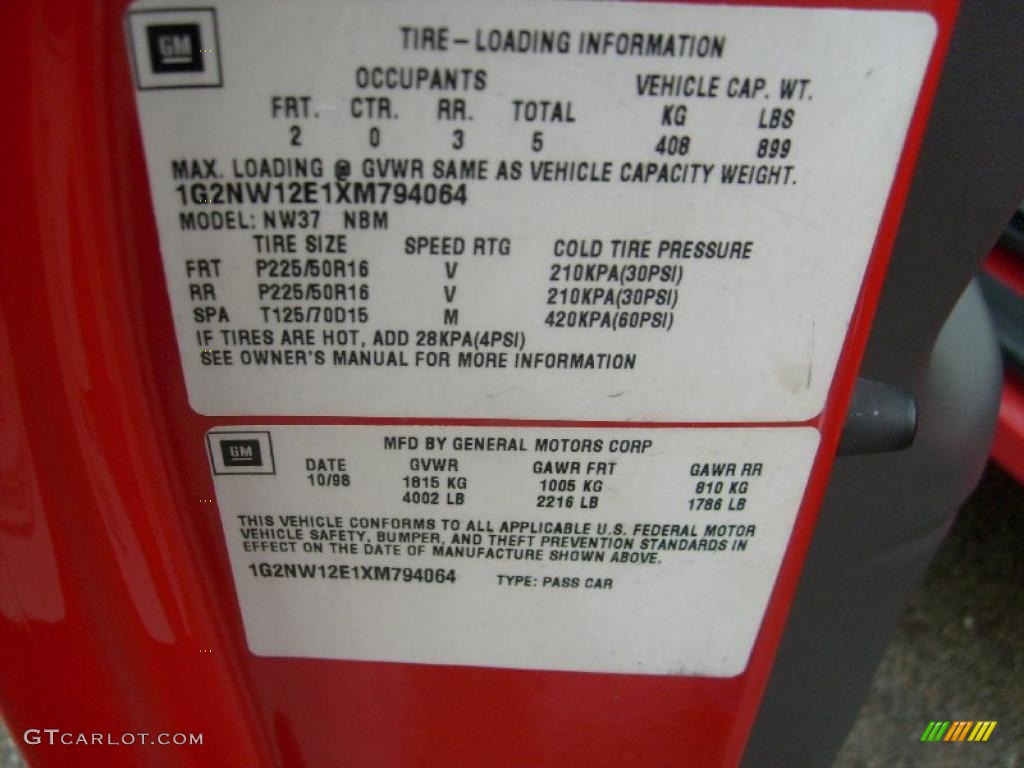 GM
TIRE-LOADING INFORMATION
OCCUPANTS VEHICLE CAP. WT.
FRT. CTR. RR. TOTAL KG LBS
2 0 3 5 408 899
MAX. LOADING @ GVWR SAME AS VEHICLE CAPACITY WEIGHT.
1G2NW12E1XM794064
MODEL: NW37 NBM
TIRE SIZE SPEED RTG COLD TIRE PRESSURE
FRT P225/50R16 V 210KPA(30PSI)
RR P225/50R16 V 210KPA(30PSI)
SPA T125/70D15 M 420KPA(60PSI)
IF TIRES ARE HOT, ADD 28KPA(4PSI)
SEE OWNER'S MANUAL FOR MORE INFORMATION
GM
MFD BY GENERAL MOTORS CORP
DATE GVWR GAWR FRT GAWR RR
10/98 1815 KG 1005 KG 810 KG
4002 LB 2216 LB 1786 LB
THIS VEHICLE CONFORMS TO ALL APPLICABLE U.S. FEDERAL MOTOR
VEHICLE SAFETY, BUMPER, AND THEFT PREVENTION STANDARDS IN
EFFECT ON THE DATE OF MANUFACTURE SHOWN ABOVE.
1G2NW12E1XM794064 TYPE: PASS CAR
GTCARLOT.COM